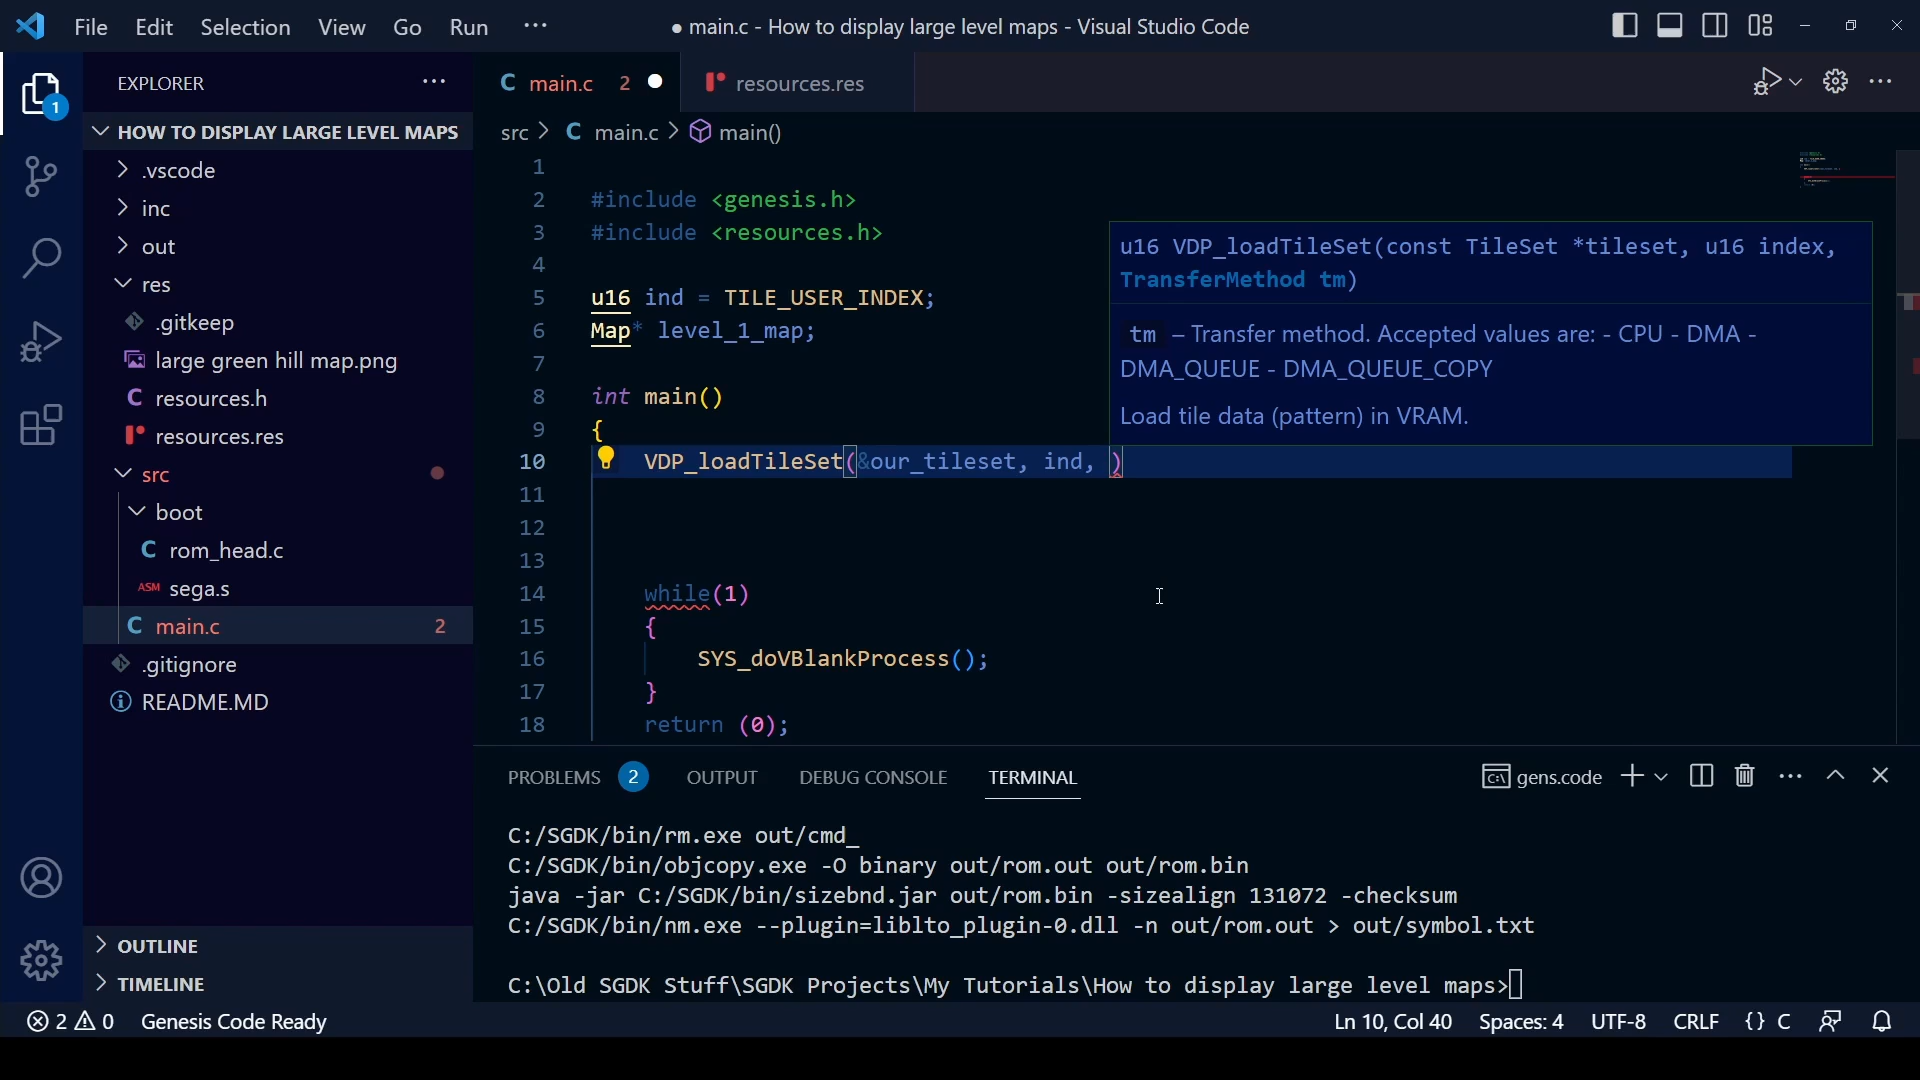 File Edit Selection View Go Run ···
● main.c - How to display large level maps - Visual Studio Code
EXPLORER ···
HOW TO DISPLAY LARGE LEVEL MAPS
.vscode
inc
out
res
.gitkeep
large green hill map.png
C resources.h
resources.res
src
boot
C rom_head.c
ASM sega.s
C main.c 2
.gitignore
README.MD
OUTLINE
TIMELINE
1
C main.c 2 ●
resources.res
src > C main.c > main()
1
2 #include <genesis.h>
3 #include <resources.h>
4
5 u16 ind = TILE_USER_INDEX;
6 Map* level_1_map;
7
8 int main()
9 {
10 VDP_loadTileSet(&our_tileset, ind, )
11
12
13
14 while(1)
15 {
16 SYS_doVBlankProcess();
17 }
18 return (0);
u16 VDP_loadTileSet(const TileSet *tileset, u16 index,
TransferMethod tm)
tm – Transfer method. Accepted values are: - CPU - DMA -
DMA_QUEUE - DMA_QUEUE_COPY
Load tile data (pattern) in VRAM.
PROBLEMS 2 OUTPUT DEBUG CONSOLE TERMINAL
gens.code
C:/SGDK/bin/rm.exe out/cmd_
C:/SGDK/bin/objcopy.exe -O binary out/rom.out out/rom.bin
java -jar C:/SGDK/bin/sizebnd.jar out/rom.bin -sizealign 131072 -checksum
C:/SGDK/bin/nm.exe --plugin=liblto_plugin-0.dll -n out/rom.out > out/symbol.txt
C:\Old SGDK Stuff\SGDK Projects\My Tutorials\How to display large level maps>
2 0 Genesis Code Ready
Ln 10, Col 40 Spaces: 4 UTF-8 CRLF {} C